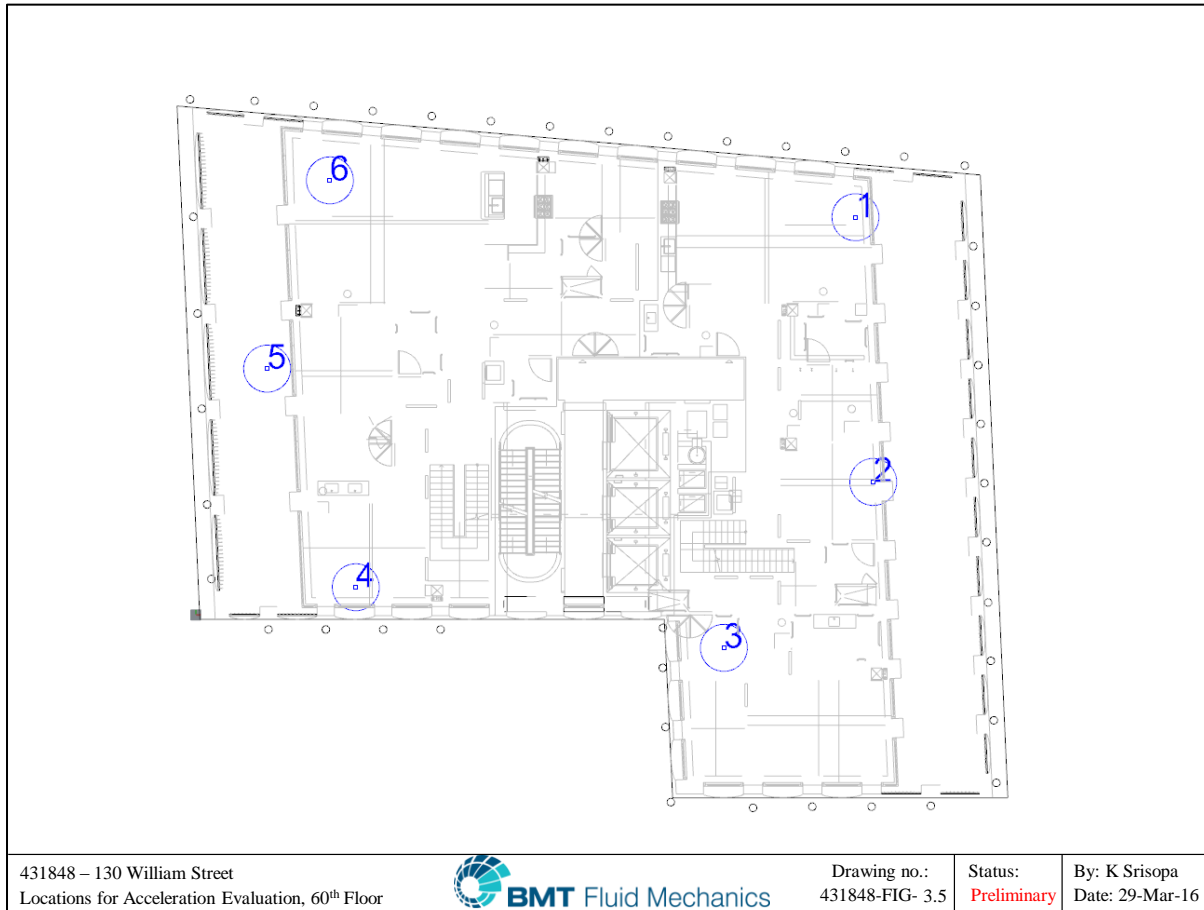 6
1
5
2
4
3
431848 – 130 William Street
Locations for Acceleration Evaluation, 60th Floor
BMT Fluid Mechanics
Drawing no.:
431848-FIG- 3.5
Status:
Preliminary
By: K Srisopa
Date: 29-Mar-16